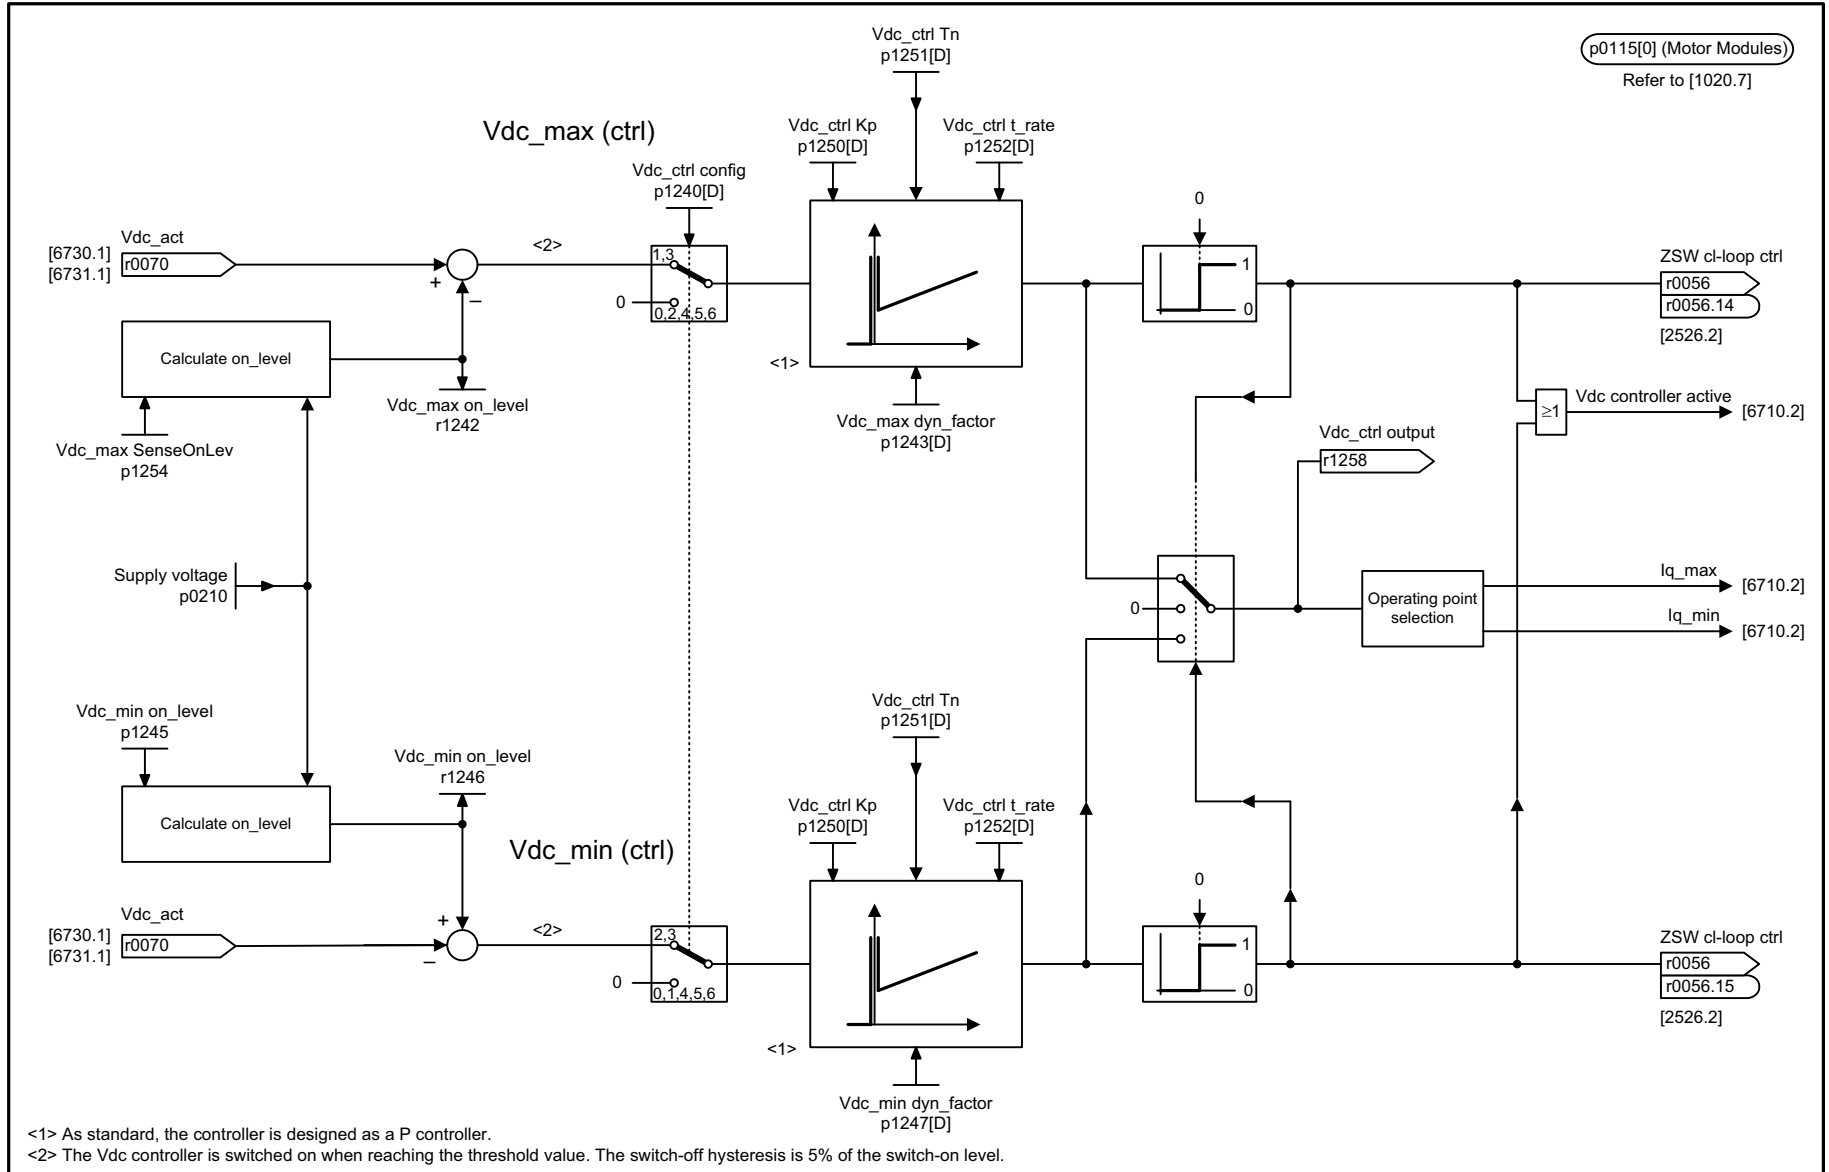 Vdc_ctrl Tn
p1251[D]
p0115[0] (Motor Modules)
Refer to [1020.7]
Vdc_max (ctrl)
Vdc_ctrl Kp
p1250[D]
Vdc_ctrl t_rate
p1252[D]
Vdc_ctrl config
p1240[D]
0
Vdc_act
[6730.1]
[6731.1]
r0070
+
–
<2>
1,3
0
0,2,4,5,6
1
0
ZSW cl-loop ctrl
r0056
r0056.14
[2526.2]
Calculate on_level
<1>
Vdc_max on_level
r1242
Vdc_max dyn_factor
p1243[D]
Vdc_max SenseOnLev
p1254
≥1
Vdc controller active
[6710.2]
Vdc_ctrl output
r1258
Supply voltage
p0210
0
Operating point
selection
Iq_max
[6710.2]
Iq_min
[6710.2]
Vdc_min on_level
p1245
Vdc_min on_level
r1246
Vdc_ctrl Tn
p1251[D]
Vdc_ctrl Kp
p1250[D]
Vdc_ctrl t_rate
p1252[D]
Calculate on_level
Vdc_min (ctrl)
0
Vdc_act
[6730.1]
[6731.1]
r0070
+
–
<2>
2,3
0
0,1,4,5,6
1
0
ZSW cl-loop ctrl
r0056
r0056.15
[2526.2]
<1>
Vdc_min dyn_factor
p1247[D]
<1> As standard, the controller is designed as a P controller.
<2> The Vdc controller is switched on when reaching the threshold value. The switch-off hysteresis is 5% of the switch-on level.